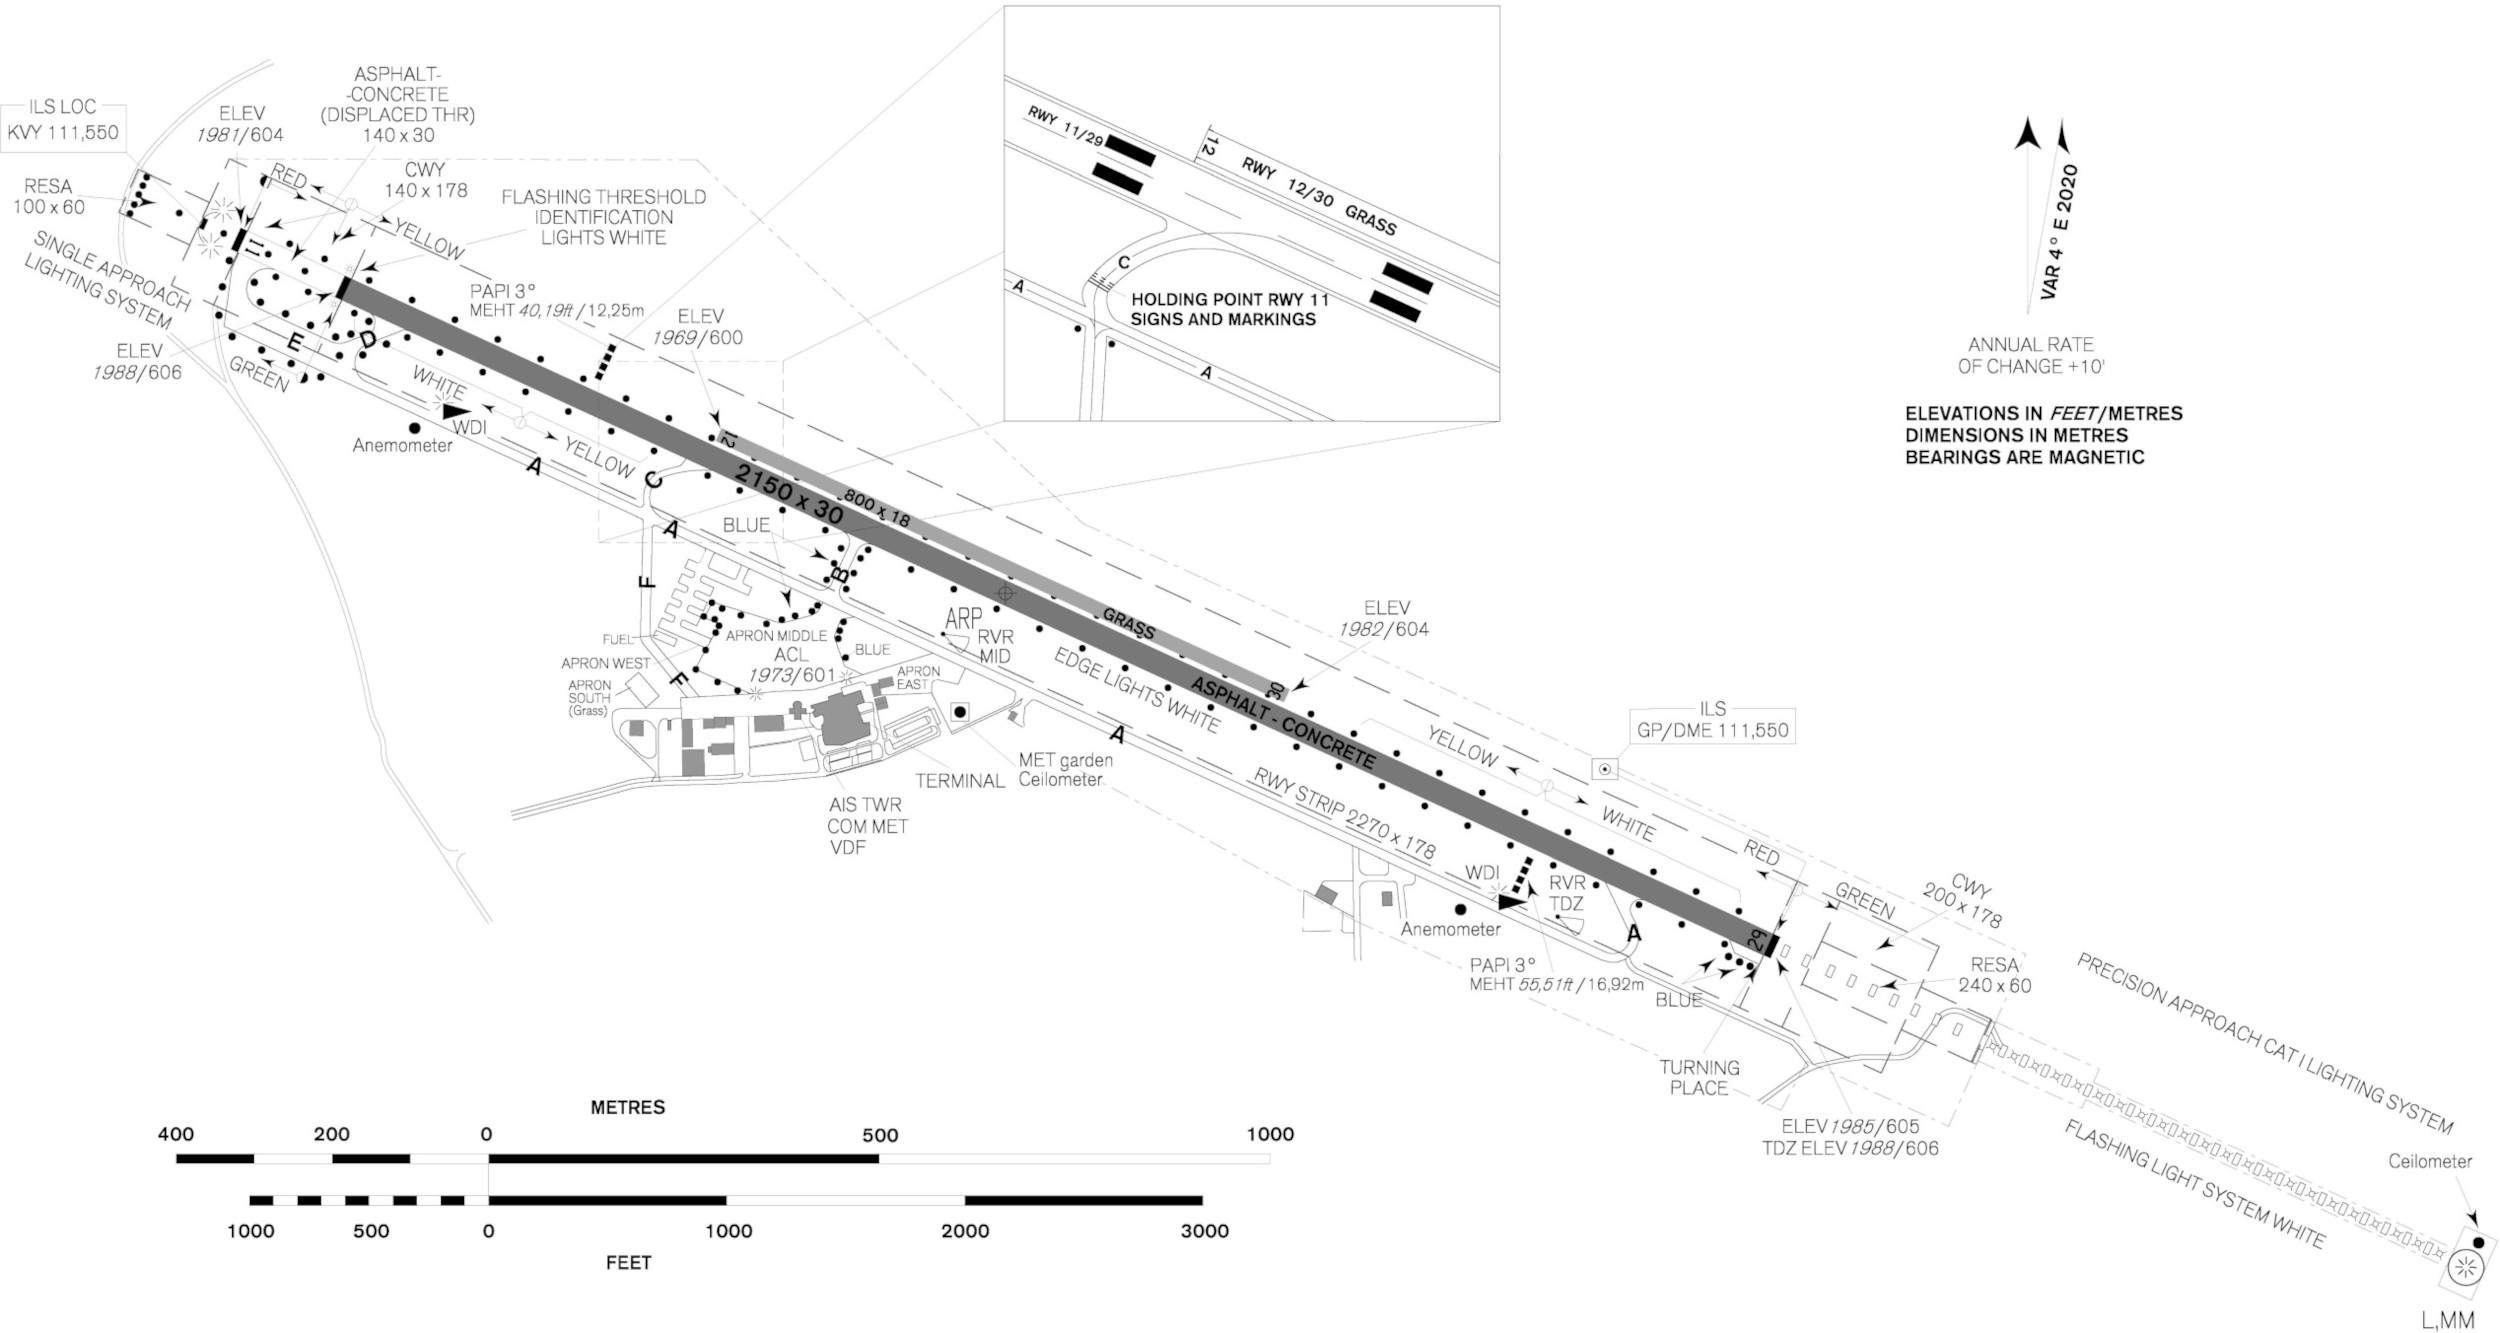 ILS LOC
KVY 111,550
ELEV
1981/604
ASPHALT-
-CONCRETE
(DISPLACED THR)
140 x 30
RESA
100 x 60
RED
CWY
140 x 178
YELLOW
FLASHING THRESHOLD
IDENTIFICATION
LIGHTS WHITE
SINGLE APPROACH
LIGHTING SYSTEM
11
ELEV
1988/606
E
D
GREEN
WHITE
PAPI 3°
MEHT 40,19ft / 12,25m
ELEV
1969/600
WDI
Anemometer
YELLOW
A
C
12
2150 x 30
800 x 18
BLUE
A
B
F
FUEL
APRON WEST
APRON MIDDLE
ACL
1973/601
BLUE
APRON
SOUTH
(Grass)
F
APRON
EAST
ARP
RVR
MID
GRASS
ELEV
1982/604
30
EDGE LIGHTS WHITE
ASPHALT - CONCRETE
A
TERMINAL
MET garden
Ceilometer
AIS TWR
COM MET
VDF
RWY STRIP 2270 x 178
YELLOW
WHITE
RED
ILS
GP/DME 111,550
WDI
RVR
TDZ
Anemometer
A
PAPI 3°
MEHT 55,51ft / 16,92m
BLUE
29
GREEN
CWY
200 x 178
RESA
240 x 60
TURNING
PLACE
ELEV 1985/605
TDZ ELEV 1988/606
PRECISION APPROACH CAT I LIGHTING SYSTEM
FLASHING LIGHT SYSTEM WHITE
Ceilometer
L,MM
RWY 11/29
12
RWY 12/30 GRASS
C
A
HOLDING POINT RWY 11
SIGNS AND MARKINGS
A
VAR 4° E 2020
ANNUAL RATE
OF CHANGE +10'
ELEVATIONS IN FEET/METRES
DIMENSIONS IN METRES
BEARINGS ARE MAGNETIC
METRES
400 200 0 500 1000
1000 500 0 1000 2000 3000
FEET